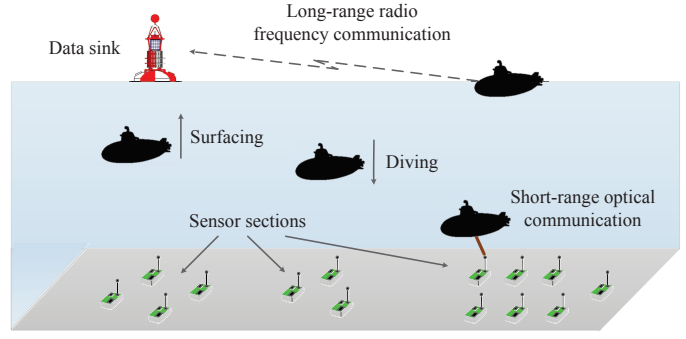 Long-range radio
frequency communication
Data sink
Surfacing
Diving
Short-range optical
communication
Sensor sections